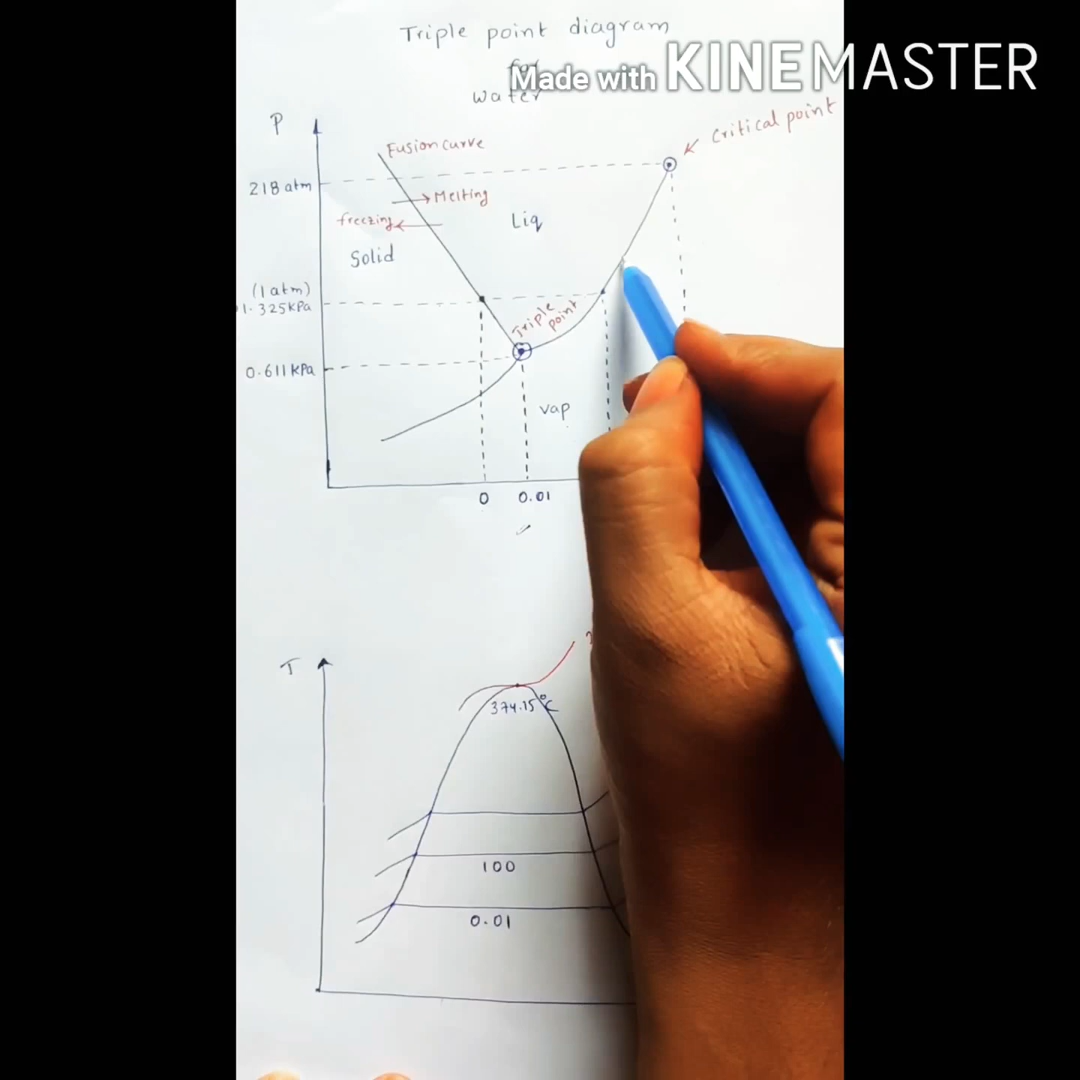 Triple point diagram
for
Made with KINEMASTER
water
P
Critical point
Fusion curve
218 atm
Melting
freezing
Liq
Solid
(1 atm)
1.325 kPa
Triple
point
0.611 kPa
vap
0 0.01
T
374.15°C
100
0.01